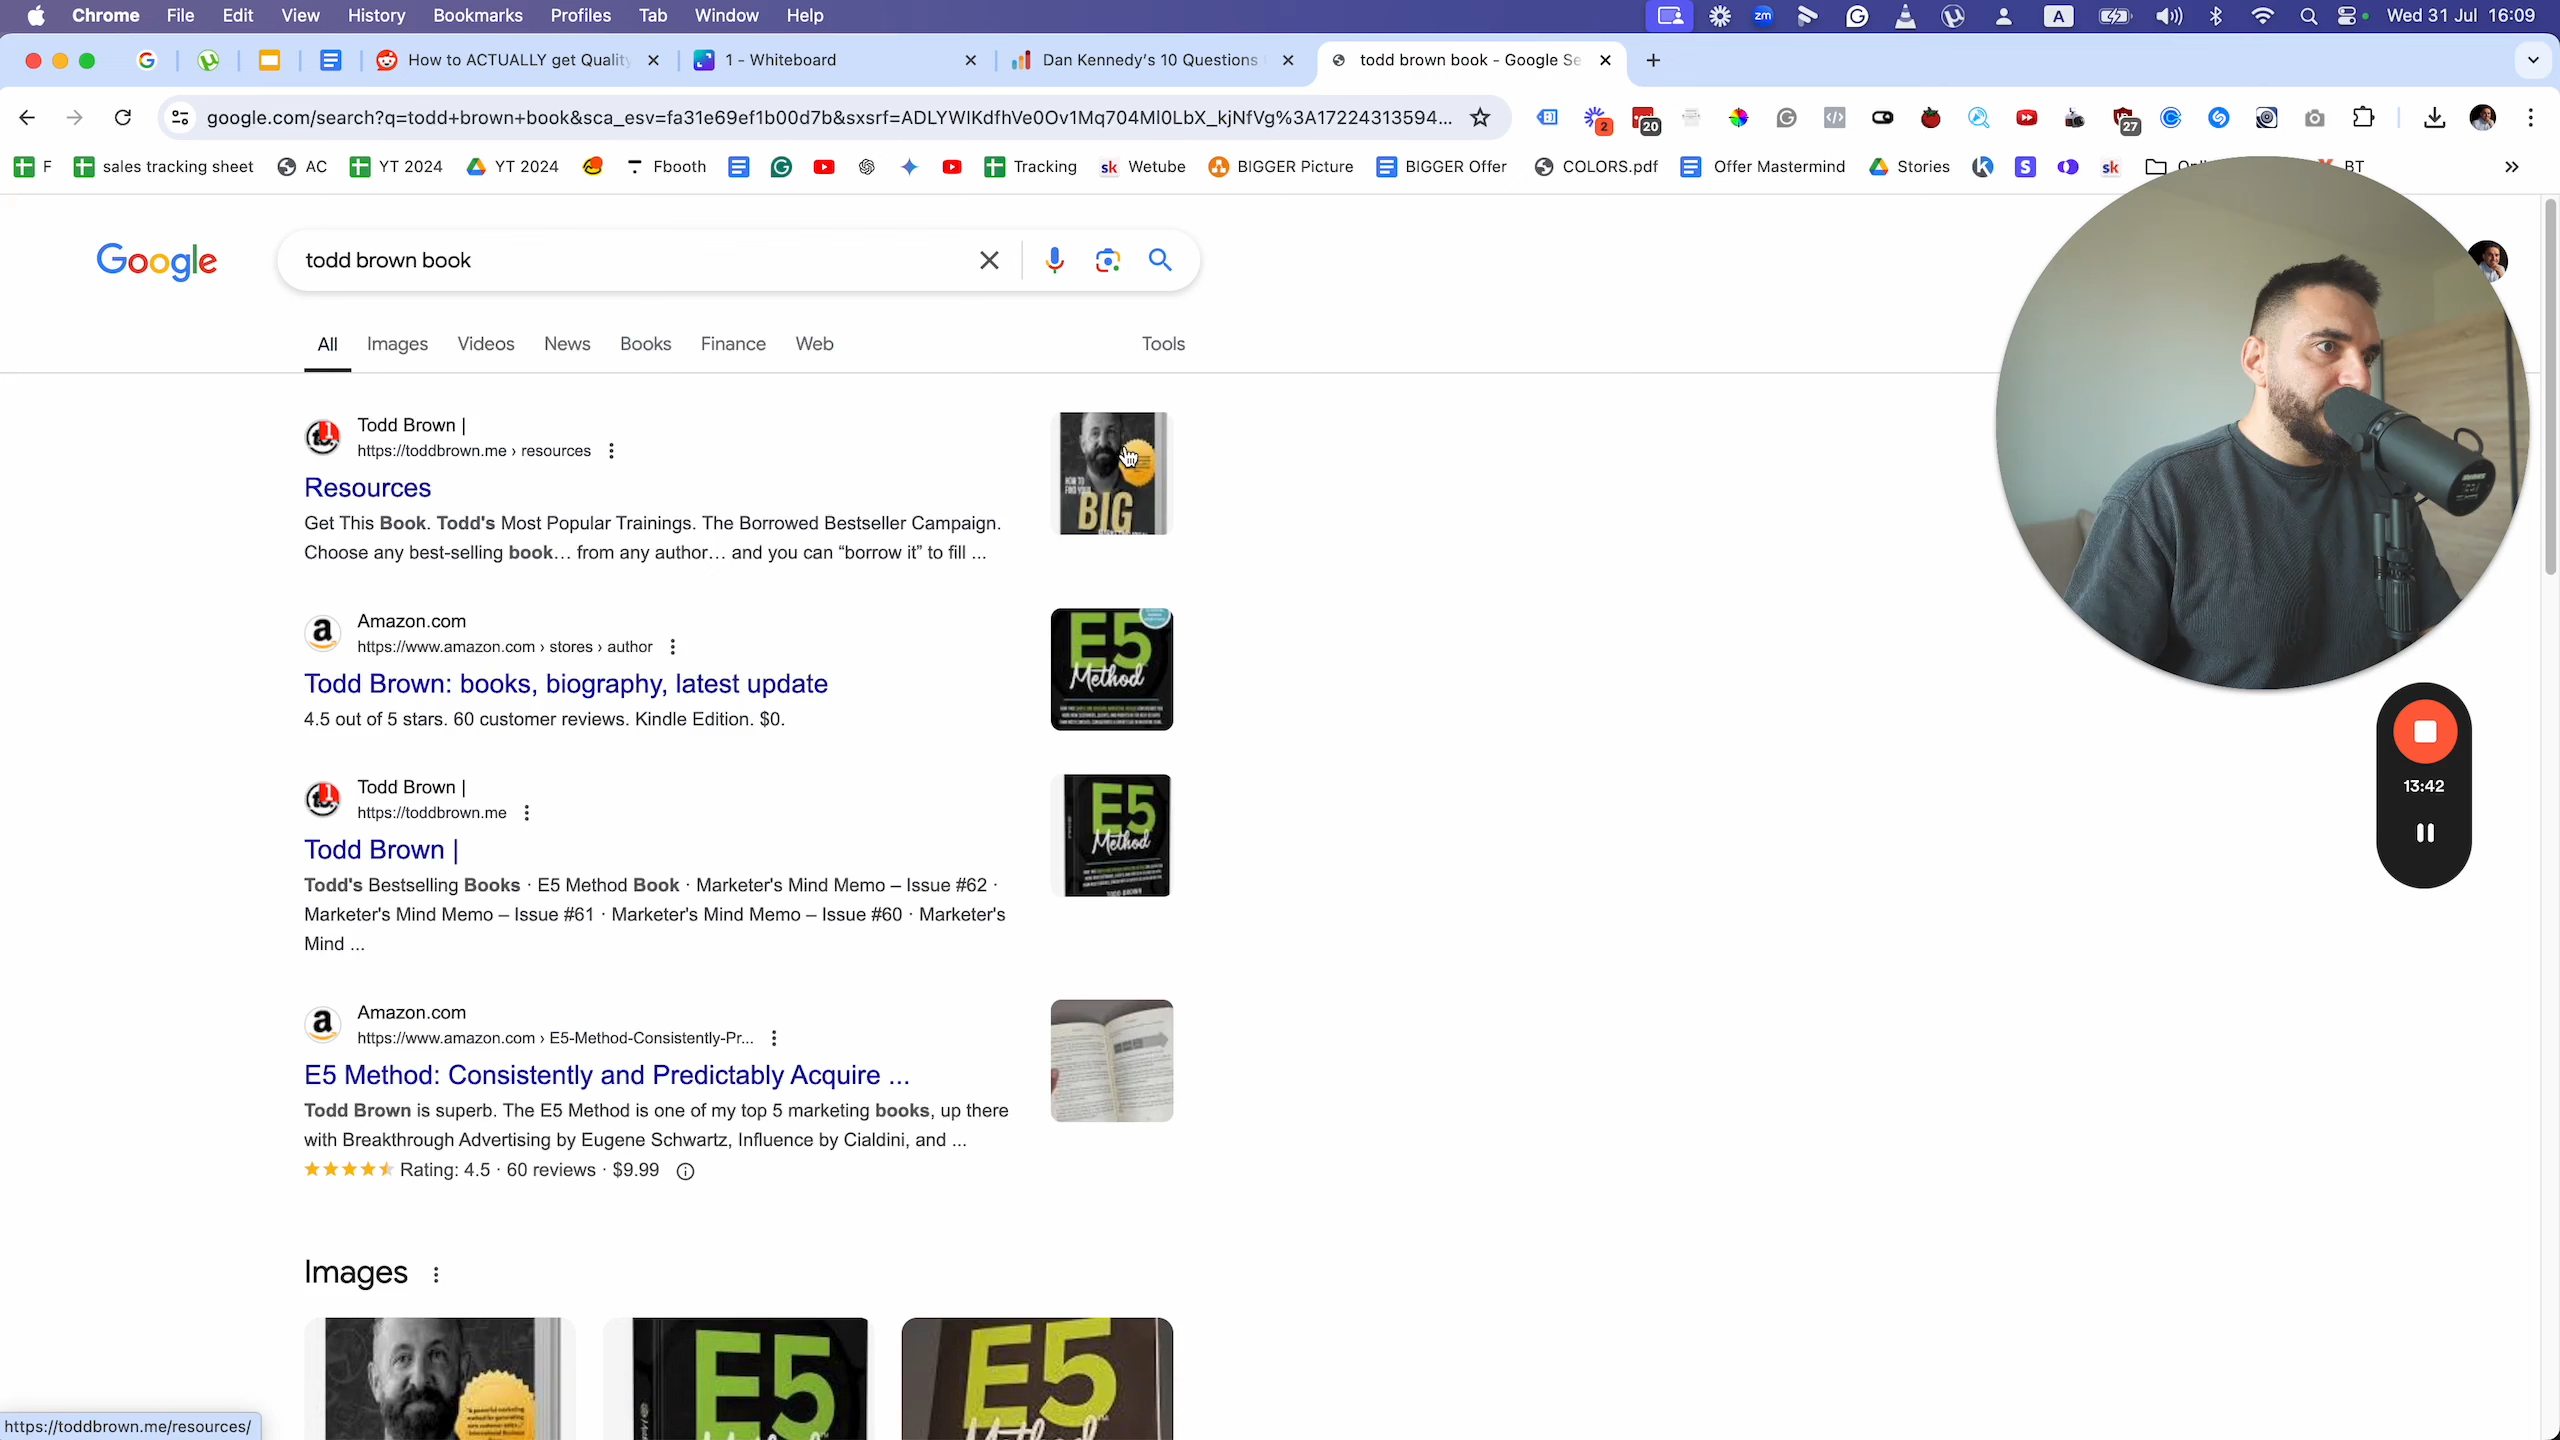 Chrome File Edit View History Bookmarks Profiles Tab Window Help
zm A Wed 31 Jul 16:09
How to ACTUALLY get Quality
1 - Whiteboard
Dan Kennedy's 10 Questions
todd brown book - Google Se
google.com/search?q=todd+brown+book&sca_esv=fa31e69ef1b00d7b&sxsrf=ADLYWIKdfhVe0Ov1Mq704Ml0LbX_kjNfVg%3A17224313594...
2 20 27
F sales tracking sheet AC YT 2024 YT 2024 Fbooth Tracking sk Wetube BIGGER Picture BIGGER Offer COLORS.pdf Offer Mastermind Stories S sk BT
Google
todd brown book
All Images Videos News Books Finance Web Tools
Todd Brown |
https://toddbrown.me › resources
Resources
Get This Book. Todd's Most Popular Trainings. The Borrowed Bestseller Campaign.
Choose any best-selling book... from any author... and you can “borrow it” to fill ...
HOW TO
FIND YOUR
BIG
Amazon.com
https://www.amazon.com › stores › author
Todd Brown: books, biography, latest update
4.5 out of 5 stars. 60 customer reviews. Kindle Edition. $0.
E5
Method
13:42
Todd Brown |
https://toddbrown.me
Todd Brown |
Todd's Bestselling Books · E5 Method Book · Marketer's Mind Memo – Issue #62 ·
Marketer's Mind Memo – Issue #61 · Marketer's Mind Memo – Issue #60 · Marketer's
Mind ...
E5
Method
Amazon.com
https://www.amazon.com › E5-Method-Consistently-Pr...
E5 Method: Consistently and Predictably Acquire ...
Todd Brown is superb. The E5 Method is one of my top 5 marketing books, up there
with Breakthrough Advertising by Eugene Schwartz, Influence by Cialdini, and ...
Rating: 4.5 · 60 reviews · $9.99
Images
E5
E5
https://toddbrown.me/resources/